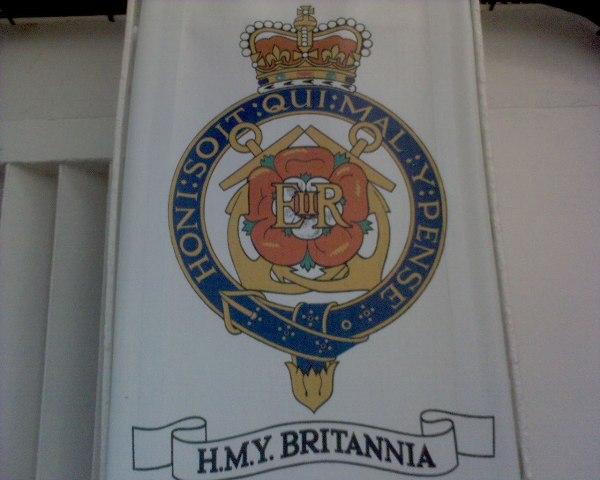 HONI:SOIT:QUI:MAL:Y:PENSE
EIIR
H.M.Y. BRITANNIA